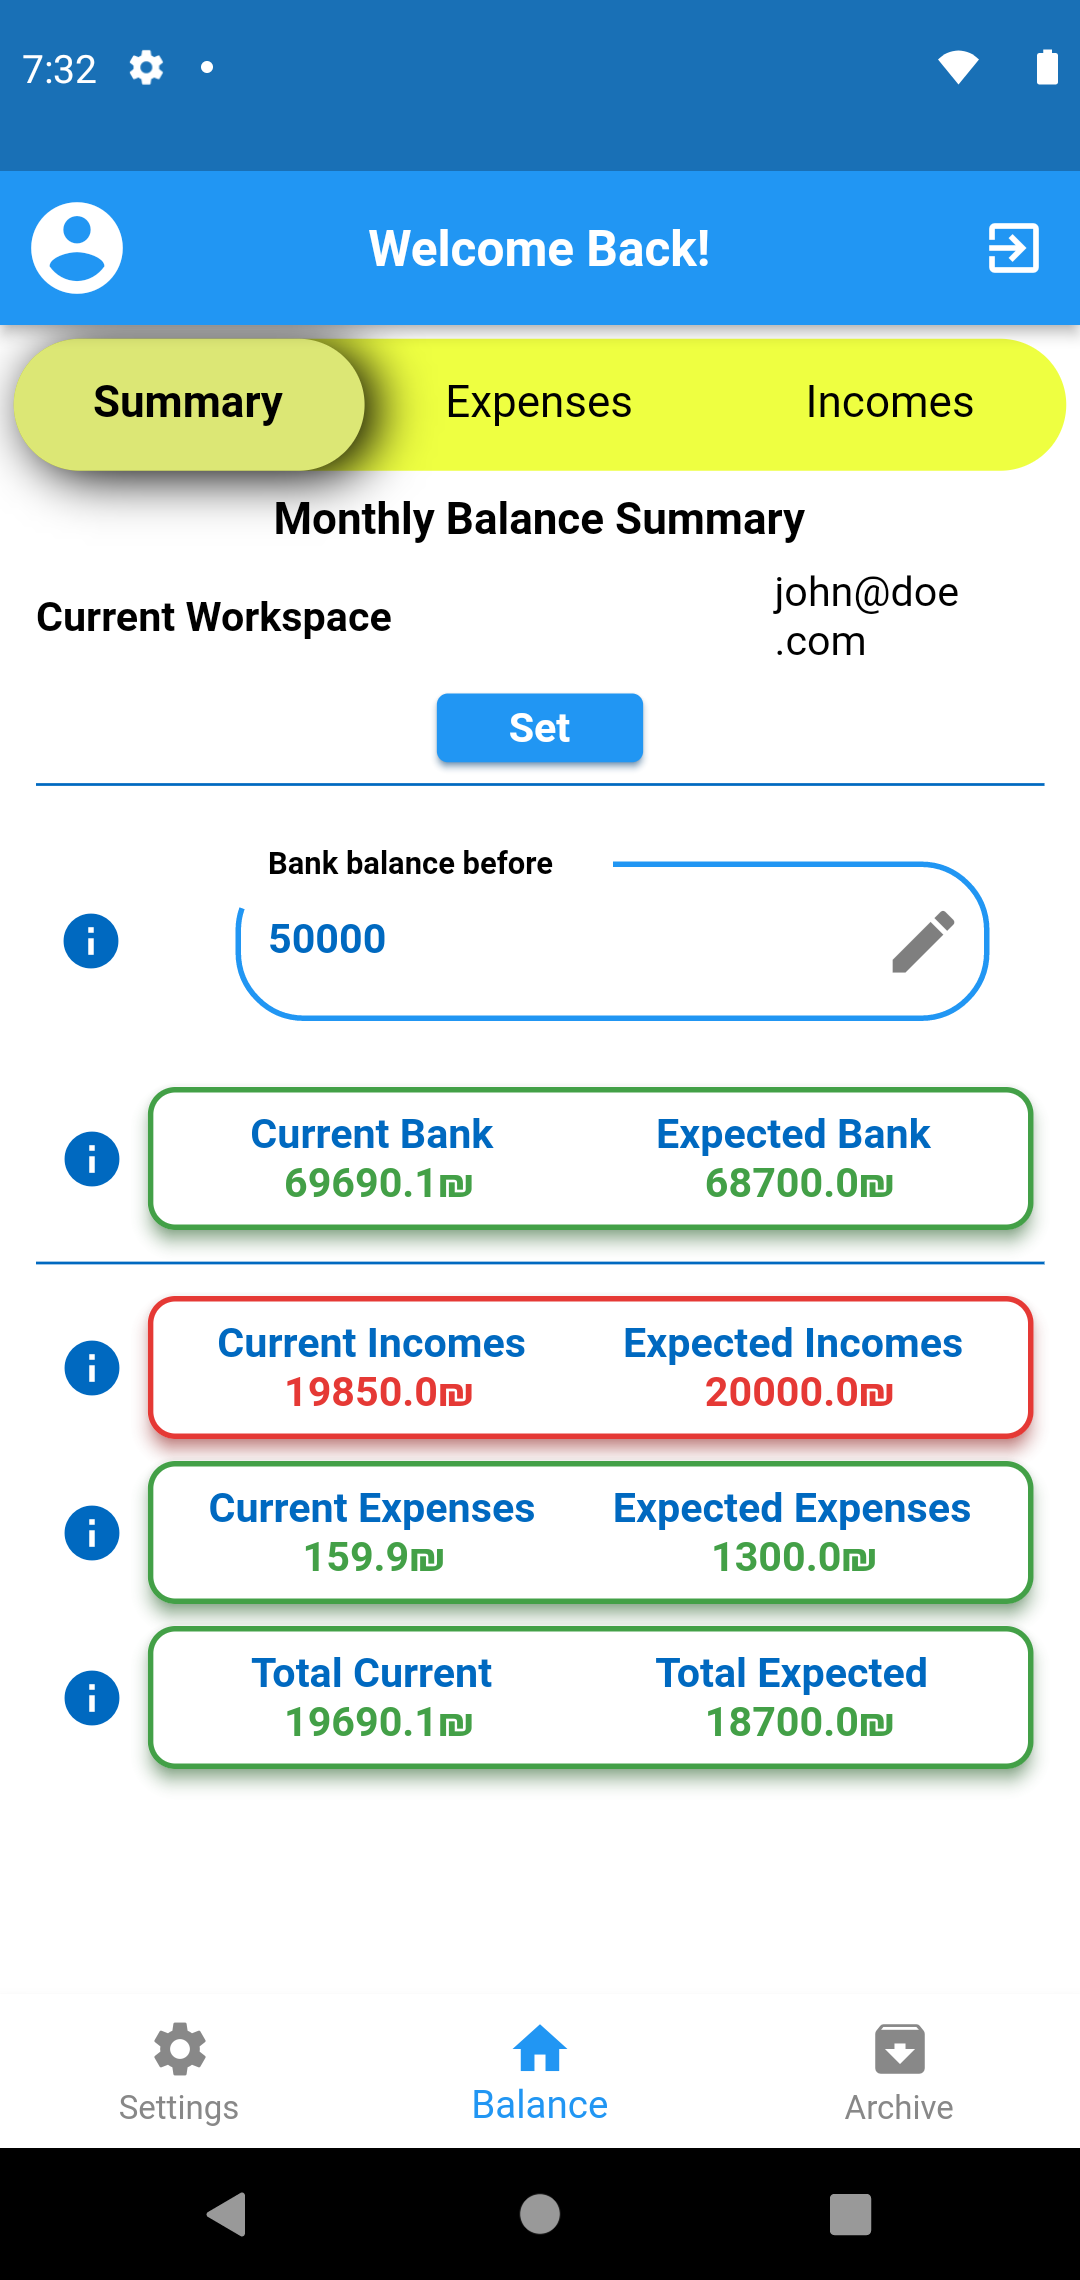 7:32
Welcome Back!
Summary
Expenses
Incomes
Monthly Balance Summary
Current Workspace
john@doe
.com
Set
Bank balance before
50000
Current Bank
69690.1₪
Expected Bank
68700.0₪
Current Incomes
19850.0₪
Expected Incomes
20000.0₪
Current Expenses
159.9₪
Expected Expenses
1300.0₪
Total Current
19690.1₪
Total Expected
18700.0₪
Settings
Balance
Archive